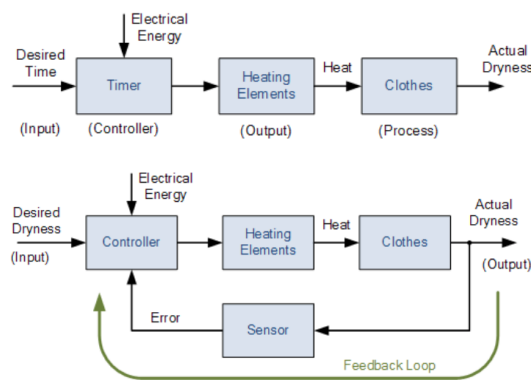 Electrical
Energy
Desired
Time
Timer
Heating
Elements
Heat
Clothes
Actual
Dryness
(Input)
(Controller)
(Output)
(Process)
Electrical
Energy
Desired
Dryness
(Input)
Controller
Heating
Elements
Heat
Clothes
Actual
Dryness
(Output)
Error
Sensor
Feedback Loop